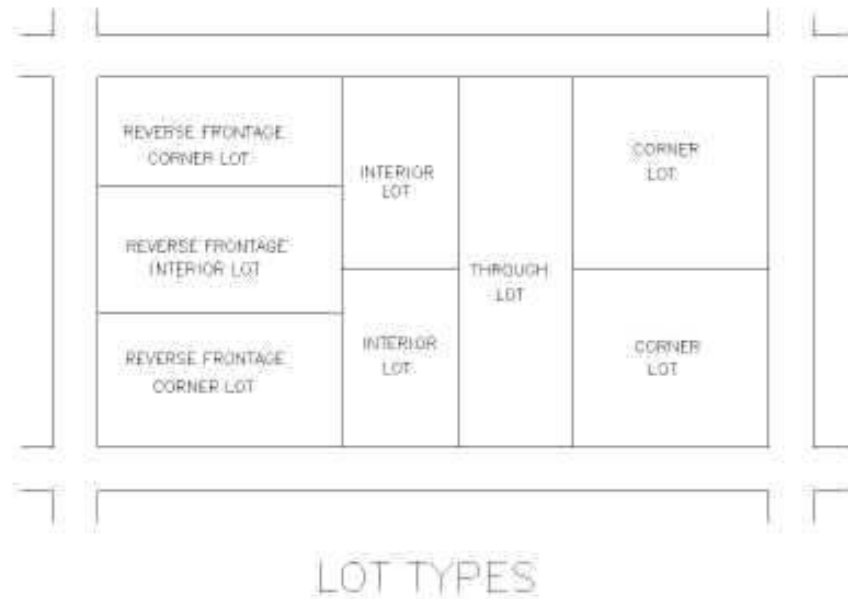 REVERSE FRONTAGE
CORNER LOT
INTERIOR
LOT
CORNER
LOT
REVERSE FRONTAGE
INTERIOR LOT
THROUGH
LOT
REVERSE FRONTAGE
CORNER LOT
INTERIOR
LOT
CORNER
LOT
LOT TYPES